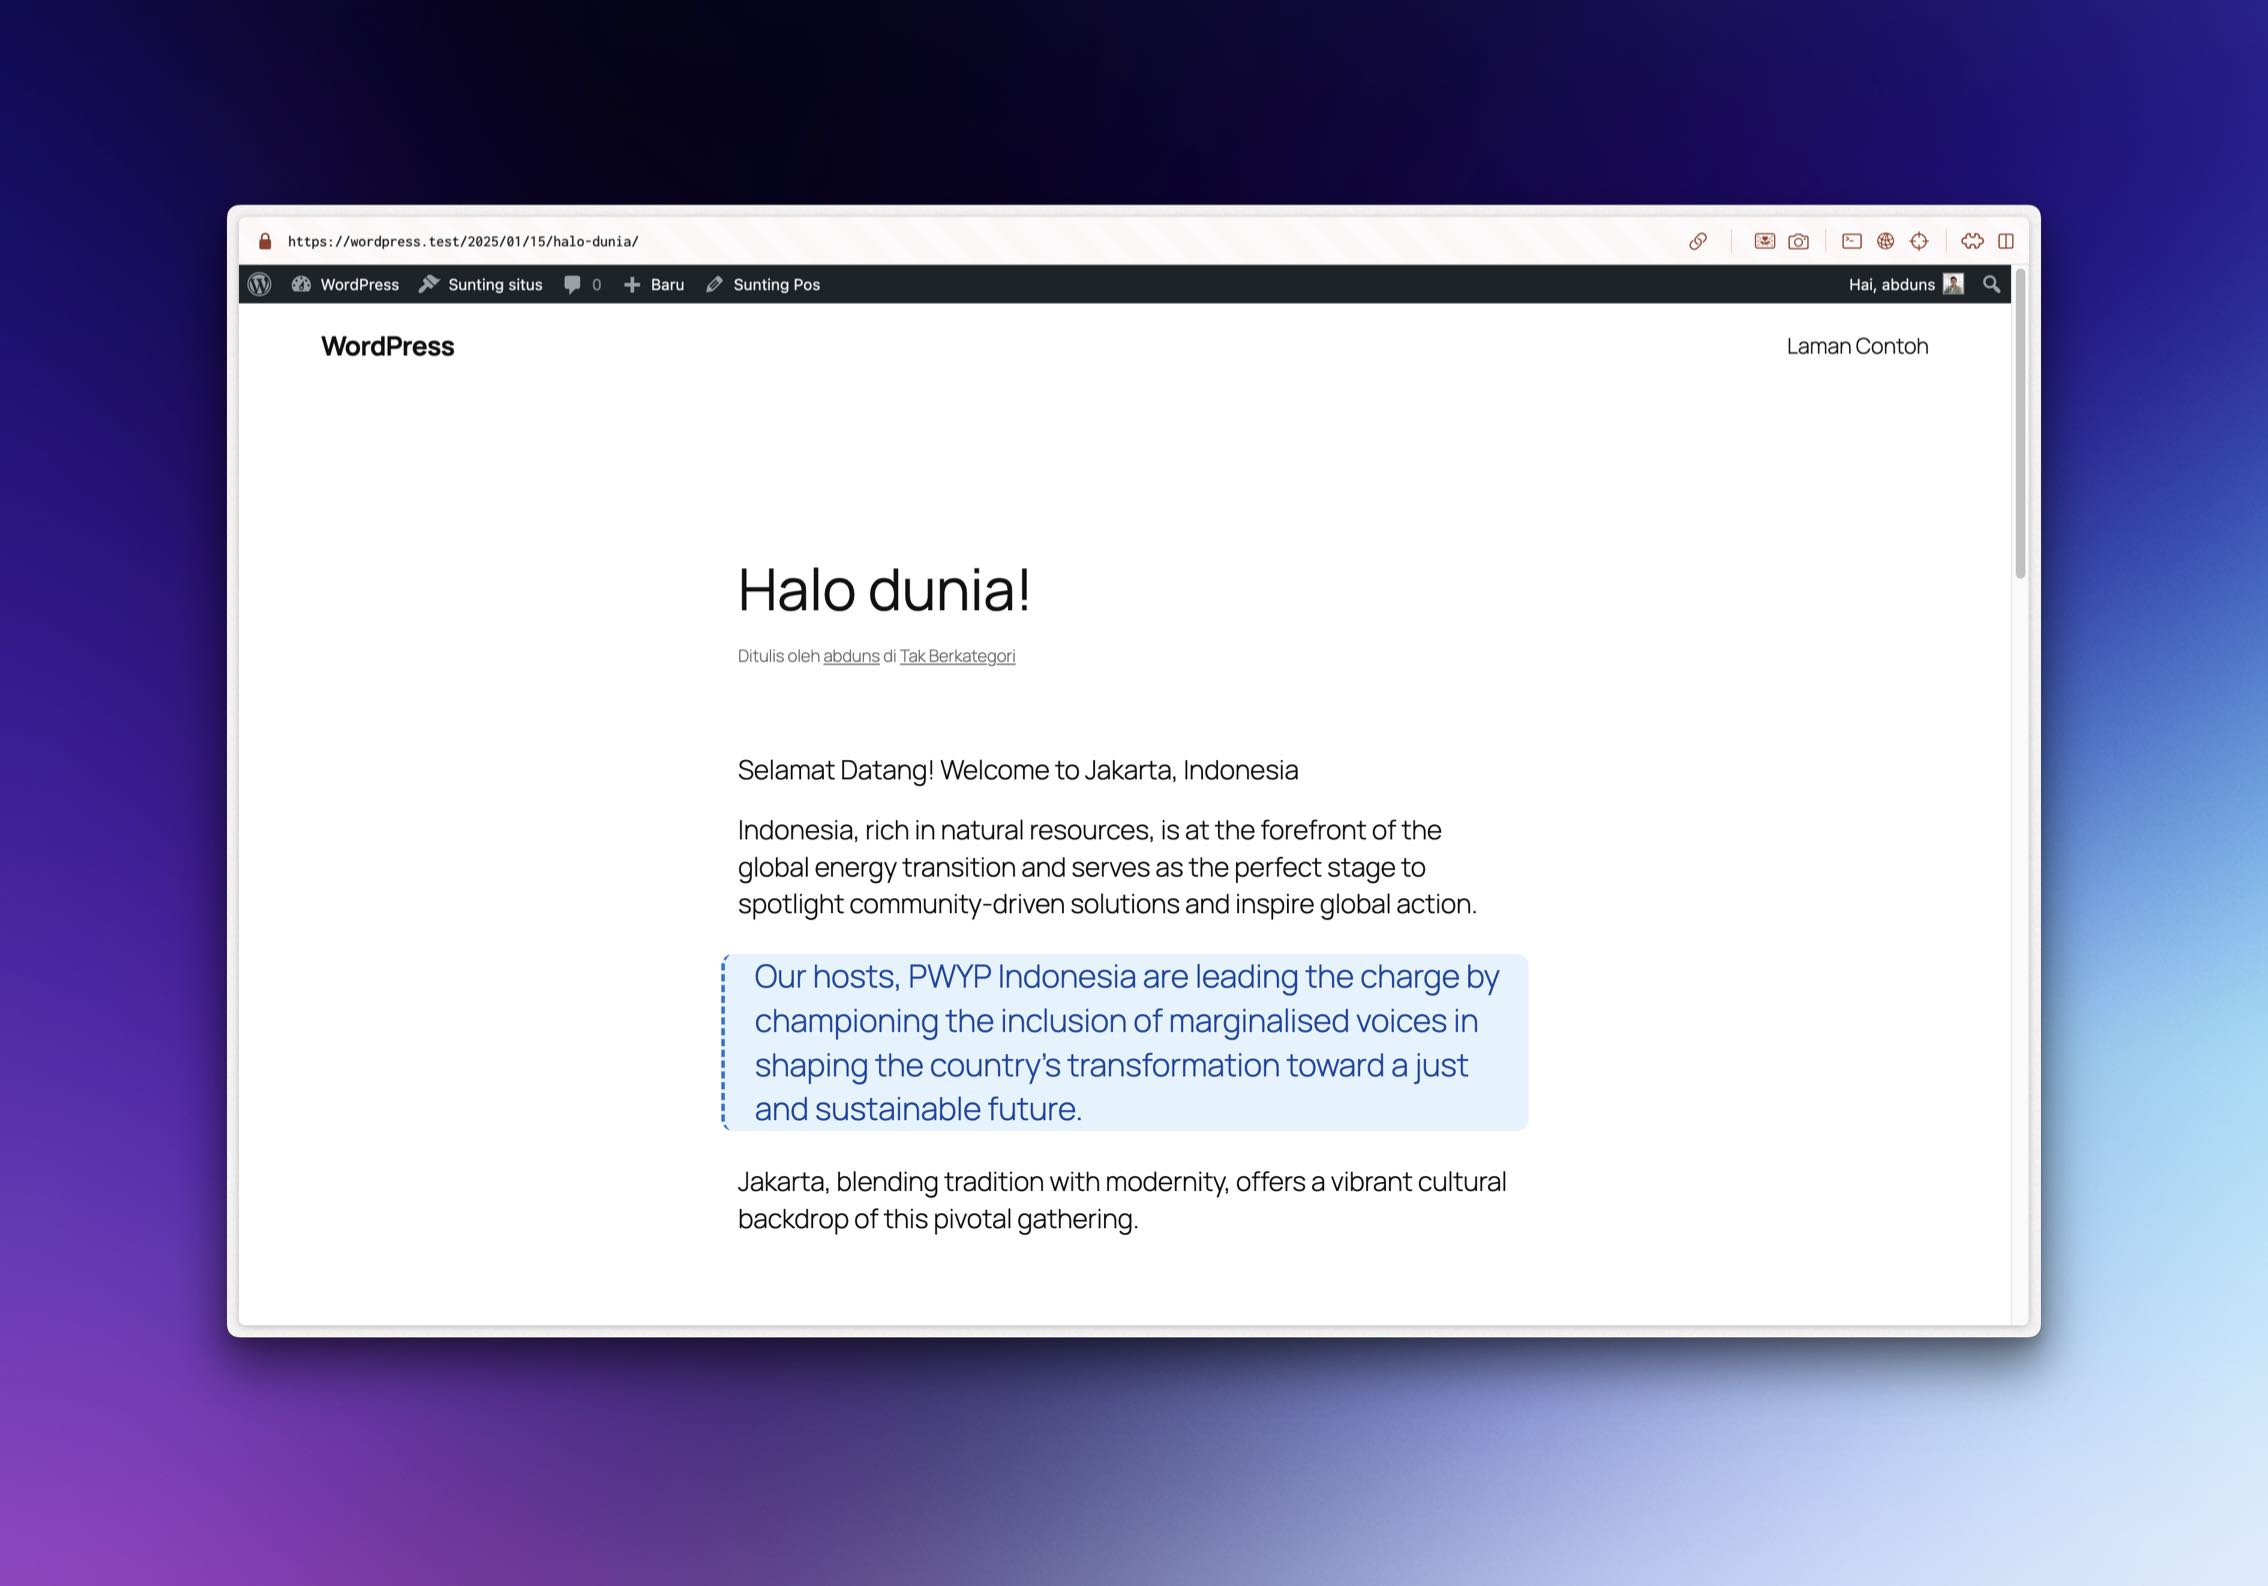 https://wordpress.test/2025/01/15/halo-dunia/
WordPress Sunting situs 0 Baru Sunting Pos Hai, abduns
WordPress Laman Contoh
Halo dunia!
Ditulis oleh abduns di Tak Berkategori
Selamat Datang! Welcome to Jakarta, Indonesia
Indonesia, rich in natural resources, is at the forefront of the
global energy transition and serves as the perfect stage to
spotlight community-driven solutions and inspire global action.
Our hosts, PWYP Indonesia are leading the charge by
championing the inclusion of marginalised voices in
shaping the country’s transformation toward a just
and sustainable future.
Jakarta, blending tradition with modernity, offers a vibrant cultural
backdrop of this pivotal gathering.